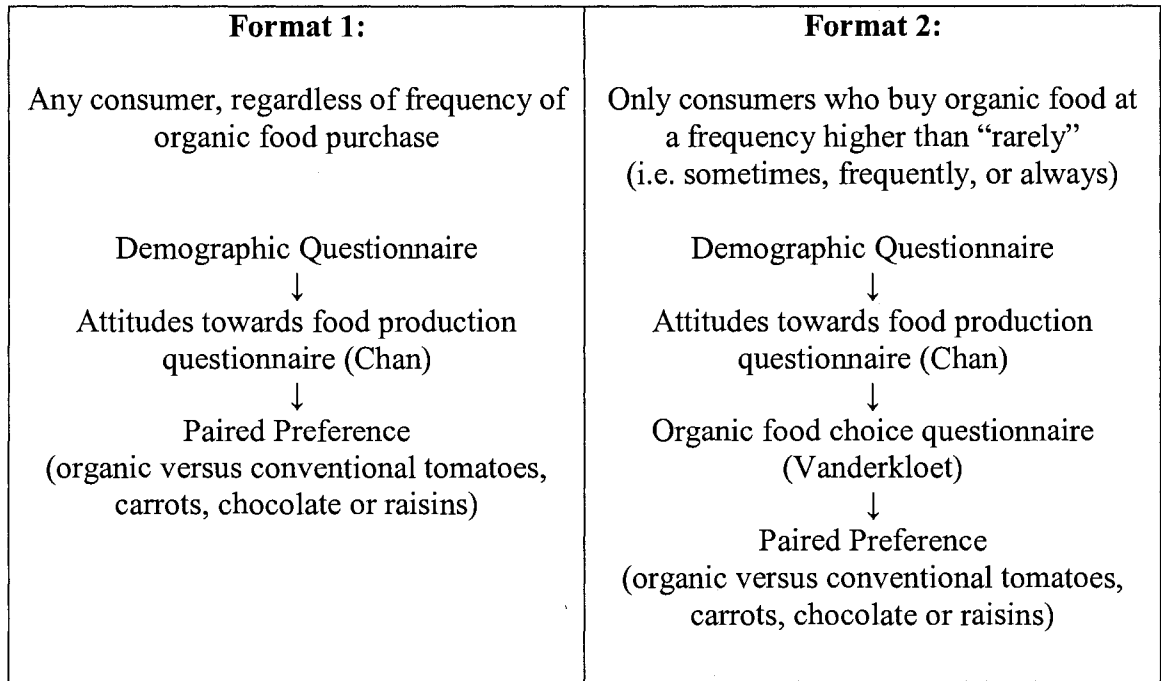 Format 1:
Any consumer, regardless of frequency of
organic food purchase
Demographic Questionnaire
↓
Attitudes towards food production
questionnaire (Chan)
↓
Paired Preference
(organic versus conventional tomatoes,
carrots, chocolate or raisins)
Format 2:
Only consumers who buy organic food at
a frequency higher than “rarely”
(i.e. sometimes, frequently, or always)
Demographic Questionnaire
↓
Attitudes towards food production
questionnaire (Chan)
↓
Organic food choice questionnaire
(Vanderkloet)
↓
Paired Preference
(organic versus conventional tomatoes,
carrots, chocolate or raisins)